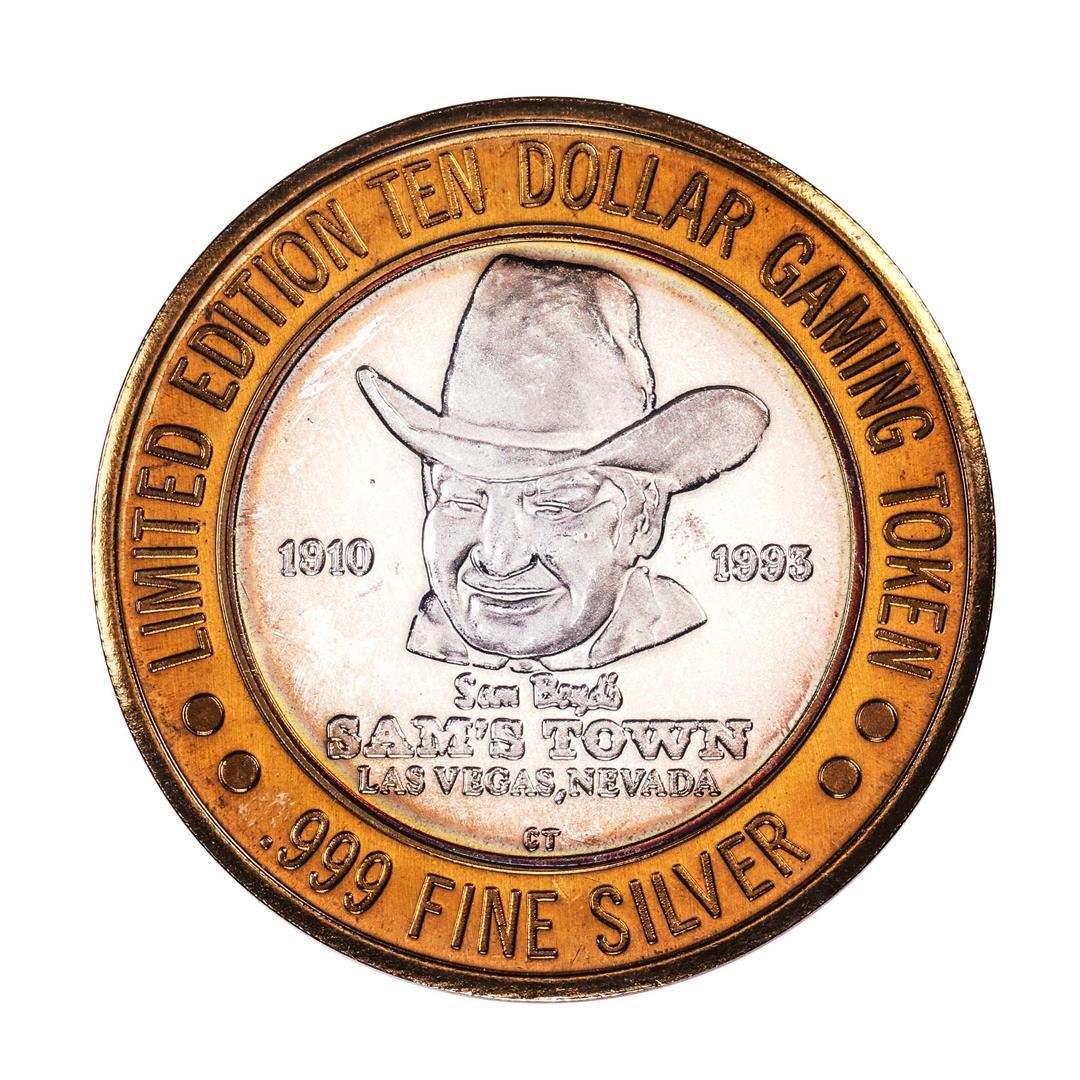 LIMITED EDITION TEN DOLLAR GAMING TOKEN
1910
1993
Sam Boyd's
SAM'S TOWN
LAS VEGAS, NEVADA
CT
.999 FINE SILVER